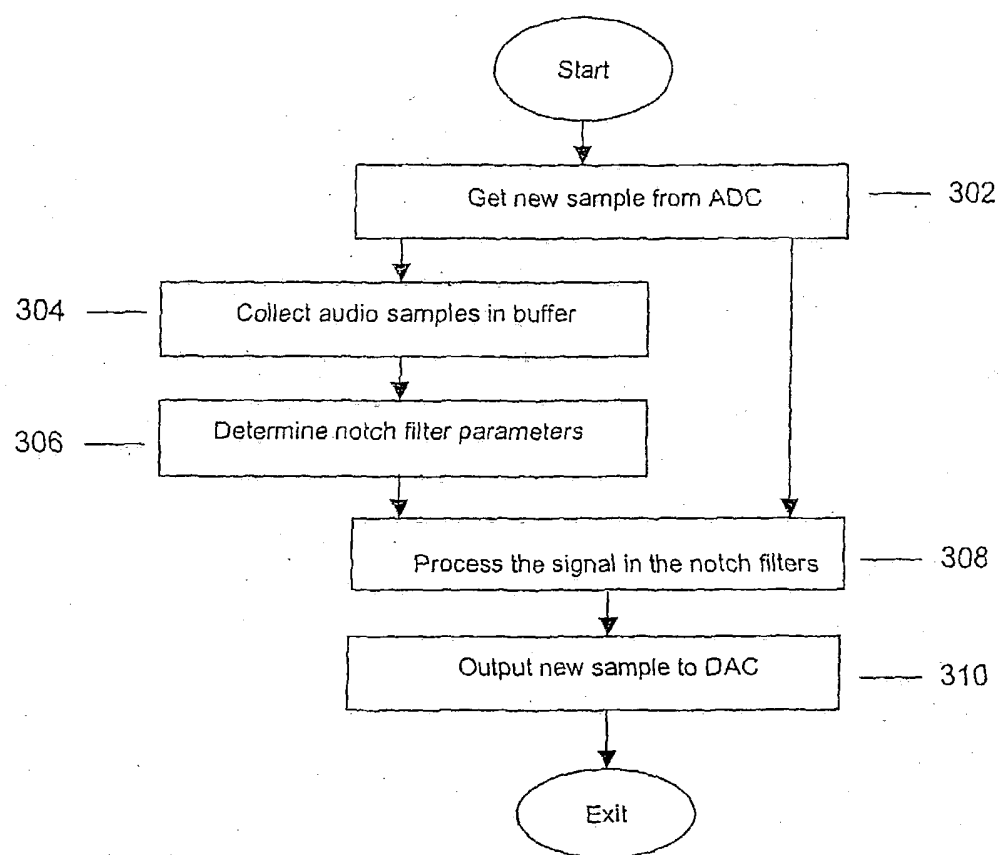 Start
Get new sample from ADC
302
304
Collect audio samples in buffer
306
Determine notch filter parameters
Process the signal in the notch filters
308
Output new sample to DAC
310
Exit